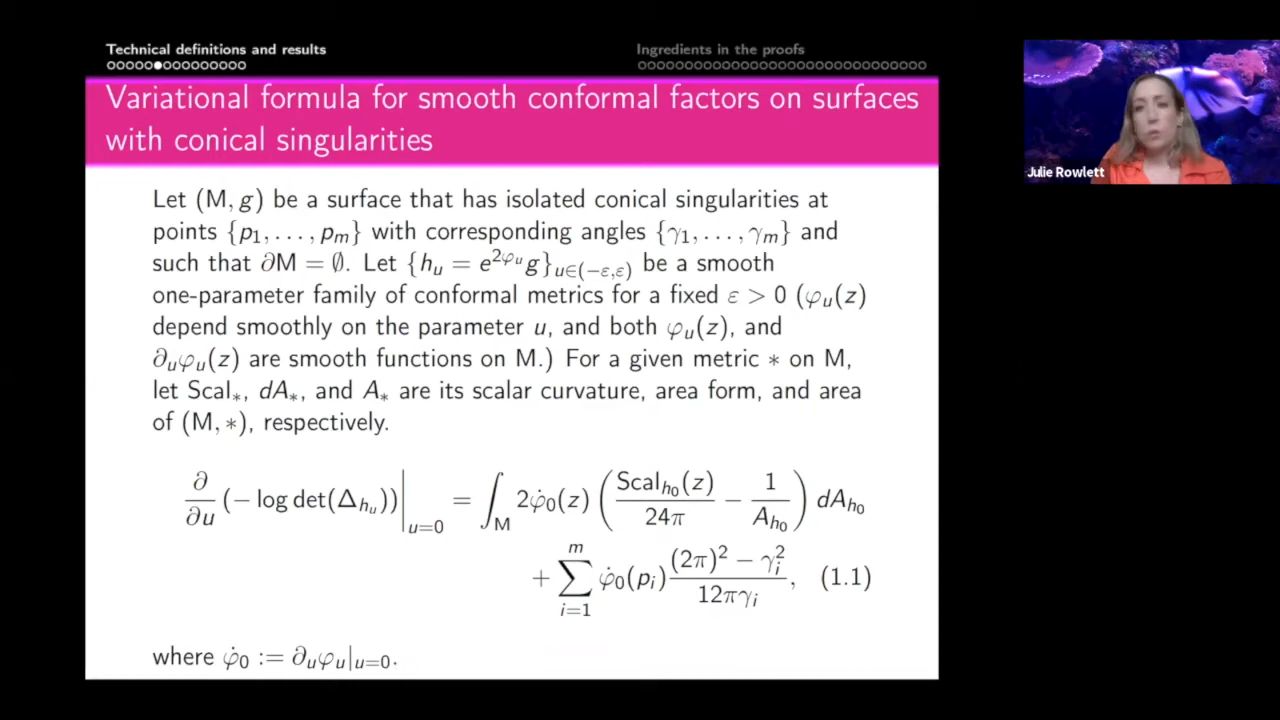 Technical definitions and results
Ingredients in the proofs
Variational formula for smooth conformal factors on surfaces
with conical singularities
Julie Rowlett
Let (M, g) be a surface that has isolated conical singularities at
points {p₁, . . . , pₘ} with corresponding angles {γ₁, . . . , γₘ} and
such that ∂M = ∅. Let {hᵤ = e^{2φᵤ}g}_{u∈(−ε,ε)} be a smooth
one-parameter family of conformal metrics for a fixed ε > 0 (φᵤ(z)
depend smoothly on the parameter u, and both φᵤ(z), and
∂ᵤφᵤ(z) are smooth functions on M.) For a given metric ∗ on M,
let Scal∗, dA∗, and A∗ are its scalar curvature, area form, and area
of (M, ∗), respectively.
∂/∂u (− log det(Δ_{hᵤ}))|_{u=0} = ∫_M 2φ̇₀(z) (Scal_{h₀}(z)/24π − 1/A_{h₀}) dA_{h₀}
+ ∑_{i=1}^{m} φ̇₀(pᵢ) ((2π)² − γᵢ²)/(12πγᵢ), (1.1)
where φ̇₀ := ∂ᵤφᵤ|_{u=0}.